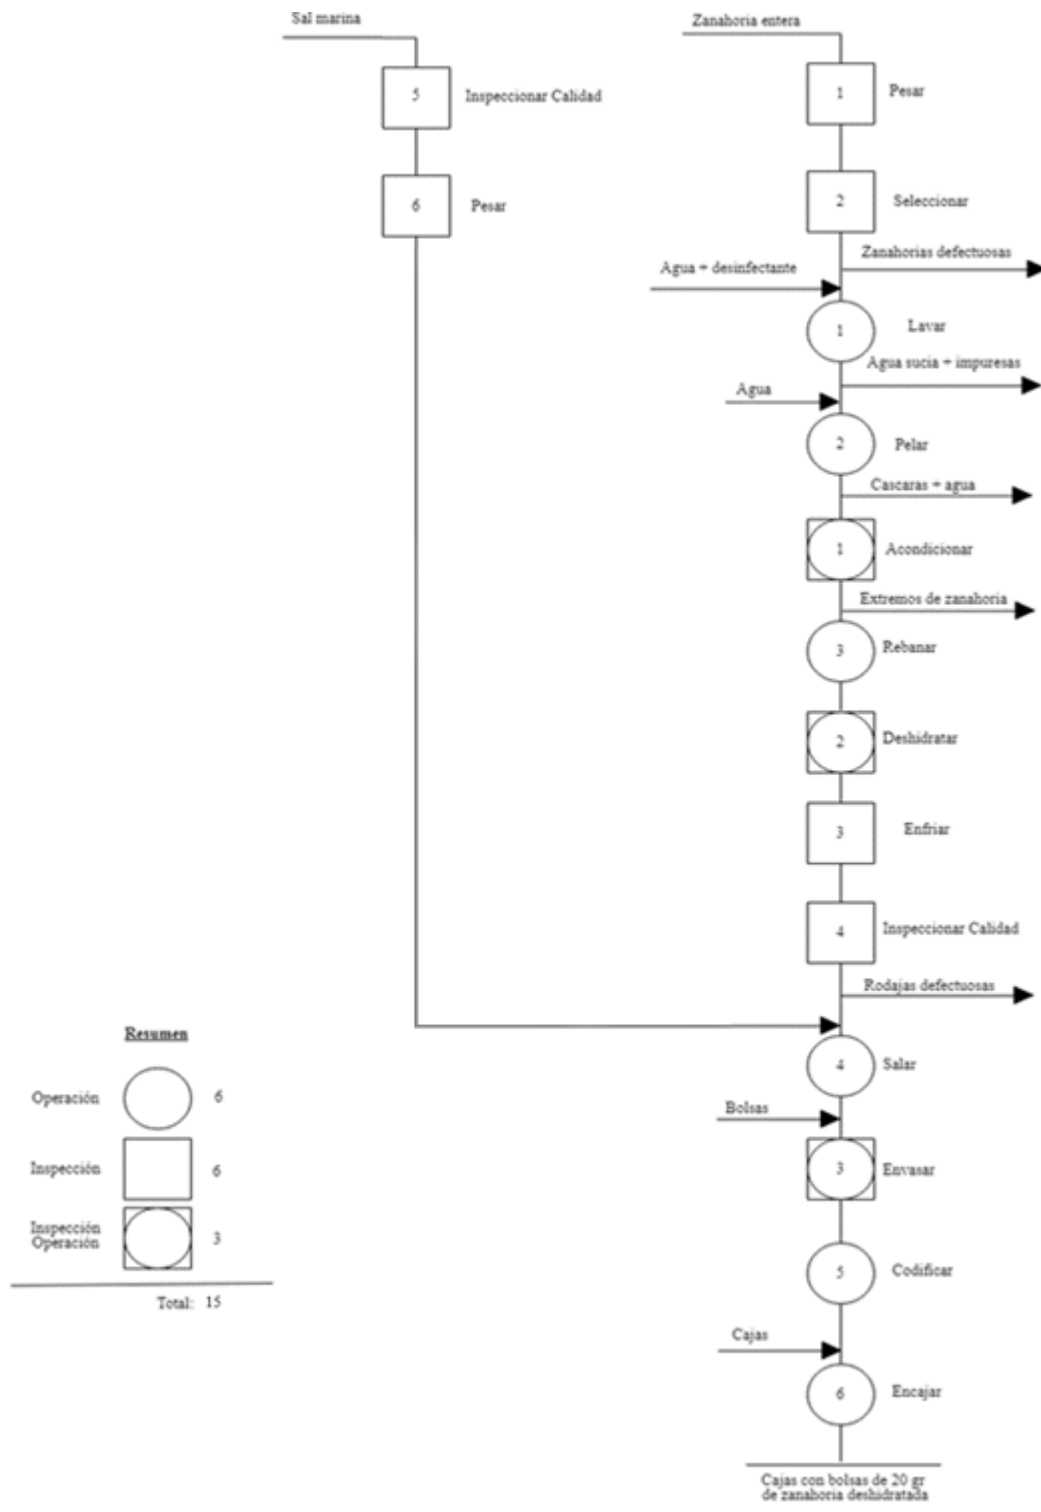 Sal marina
5
Inspeccionar Calidad
6
Pesar
Zanahoria entera
1
Pesar
2
Seleccionar
Zanahorias defectuosas
Agua + desinfectante
1
Lavar
Agua sucia + impuresas
Agua
2
Pelar
Cascaras + agua
1
Acondicionar
Extremos de zanahoria
3
Rebanar
2
Deshidratar
3
Enfriar
4
Inspeccionar Calidad
Rodajas defectuosas
4
Salar
Bolsas
3
Envasar
5
Codificar
Cajas
6
Encajar
Cajas con bolsas de 20 gr
de zanahoria deshidratada
Resumen
Operación 6
Inspección 6
Inspección
Operación 3
Total: 15